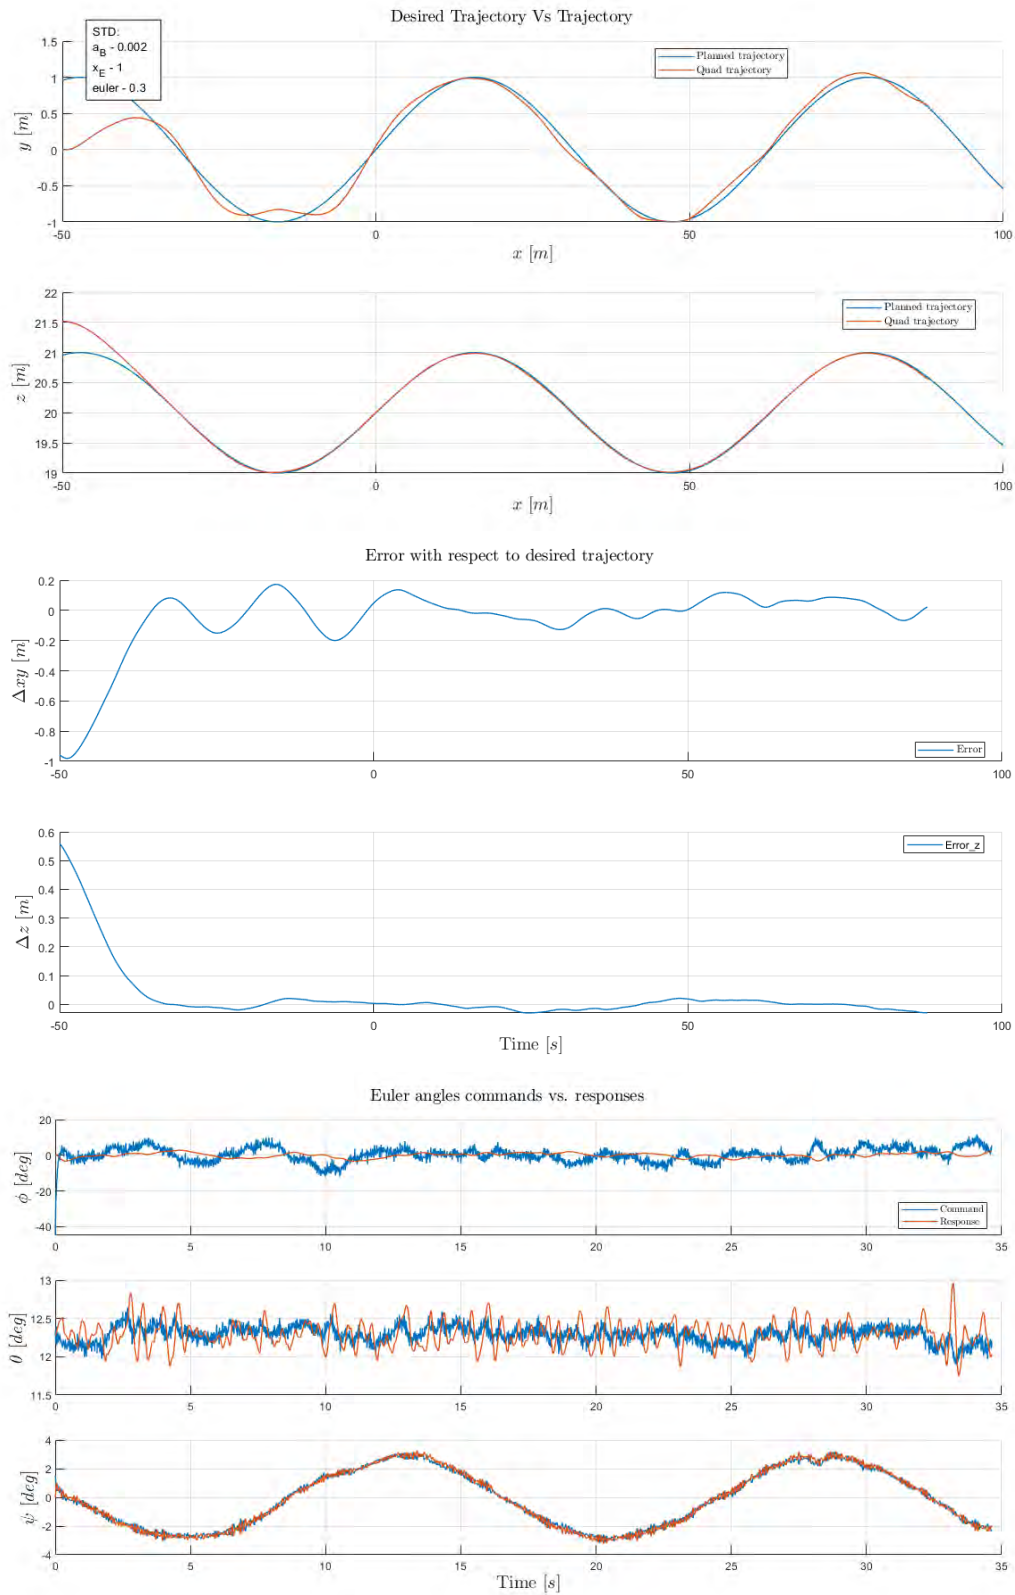 Desired Trajectory Vs Trajectory
STD:
a_B - 0.002
x_E - 1
euler - 0.3
Planned trajectory
Quad trajectory
1.5
1
0.5
0
-0.5
-1
y [m]
-50 0 50 100
x [m]
Planned trajectory
Quad trajectory
22
21.5
21
20.5
20
19.5
19
z [m]
-50 0 50 100
x [m]
Error with respect to desired trajectory
0.2
0
-0.2
-0.4
-0.6
-0.8
-1
Δxy [m]
Error
-50 0 50 100
0.6
0.5
0.4
0.3
0.2
0.1
0
Δz [m]
Error_z
-50 0 50 100
Time [s]
Euler angles commands vs. responses
20
0
-20
-40
ϕ [deg]
Command
Response
0 5 10 15 20 25 30 35
13
12.5
12
11.5
θ [deg]
0 5 10 15 20 25 30 35
4
2
0
-2
-4
ψ [deg]
0 5 10 15 20 25 30 35
Time [s]